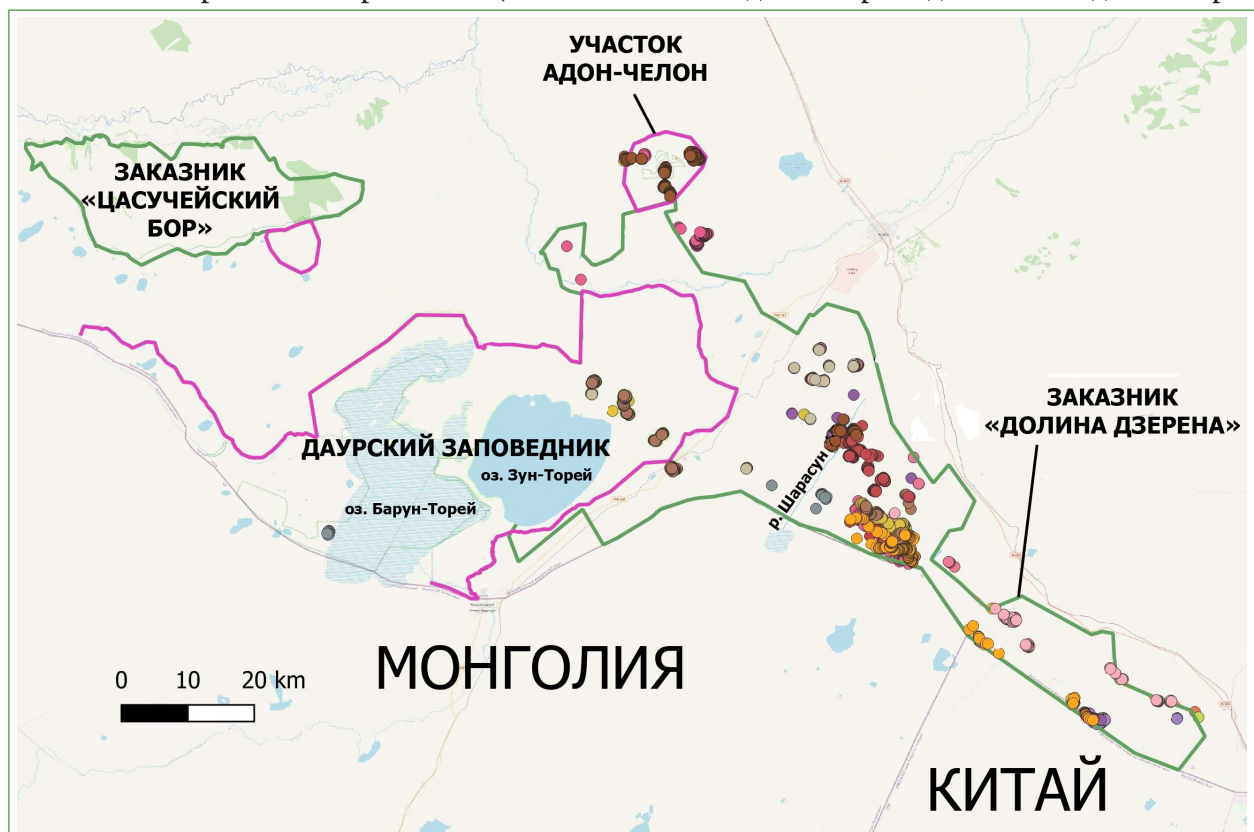 УЧАСТОК
АДОН-ЧЕЛОН
ЗАКАЗНИК
«ЦАСУЧЕЙСКИЙ
БОР»
ЗАКАЗНИК
«ДОЛИНА ДЗЕРЕНА»
ДАУРСКИЙ ЗАПОВЕДНИК
оз. Зун-Торей
оз. Барун-Торей
р. Шарасун
МОНГОЛИЯ
0 10 20 km
КИТАЙ